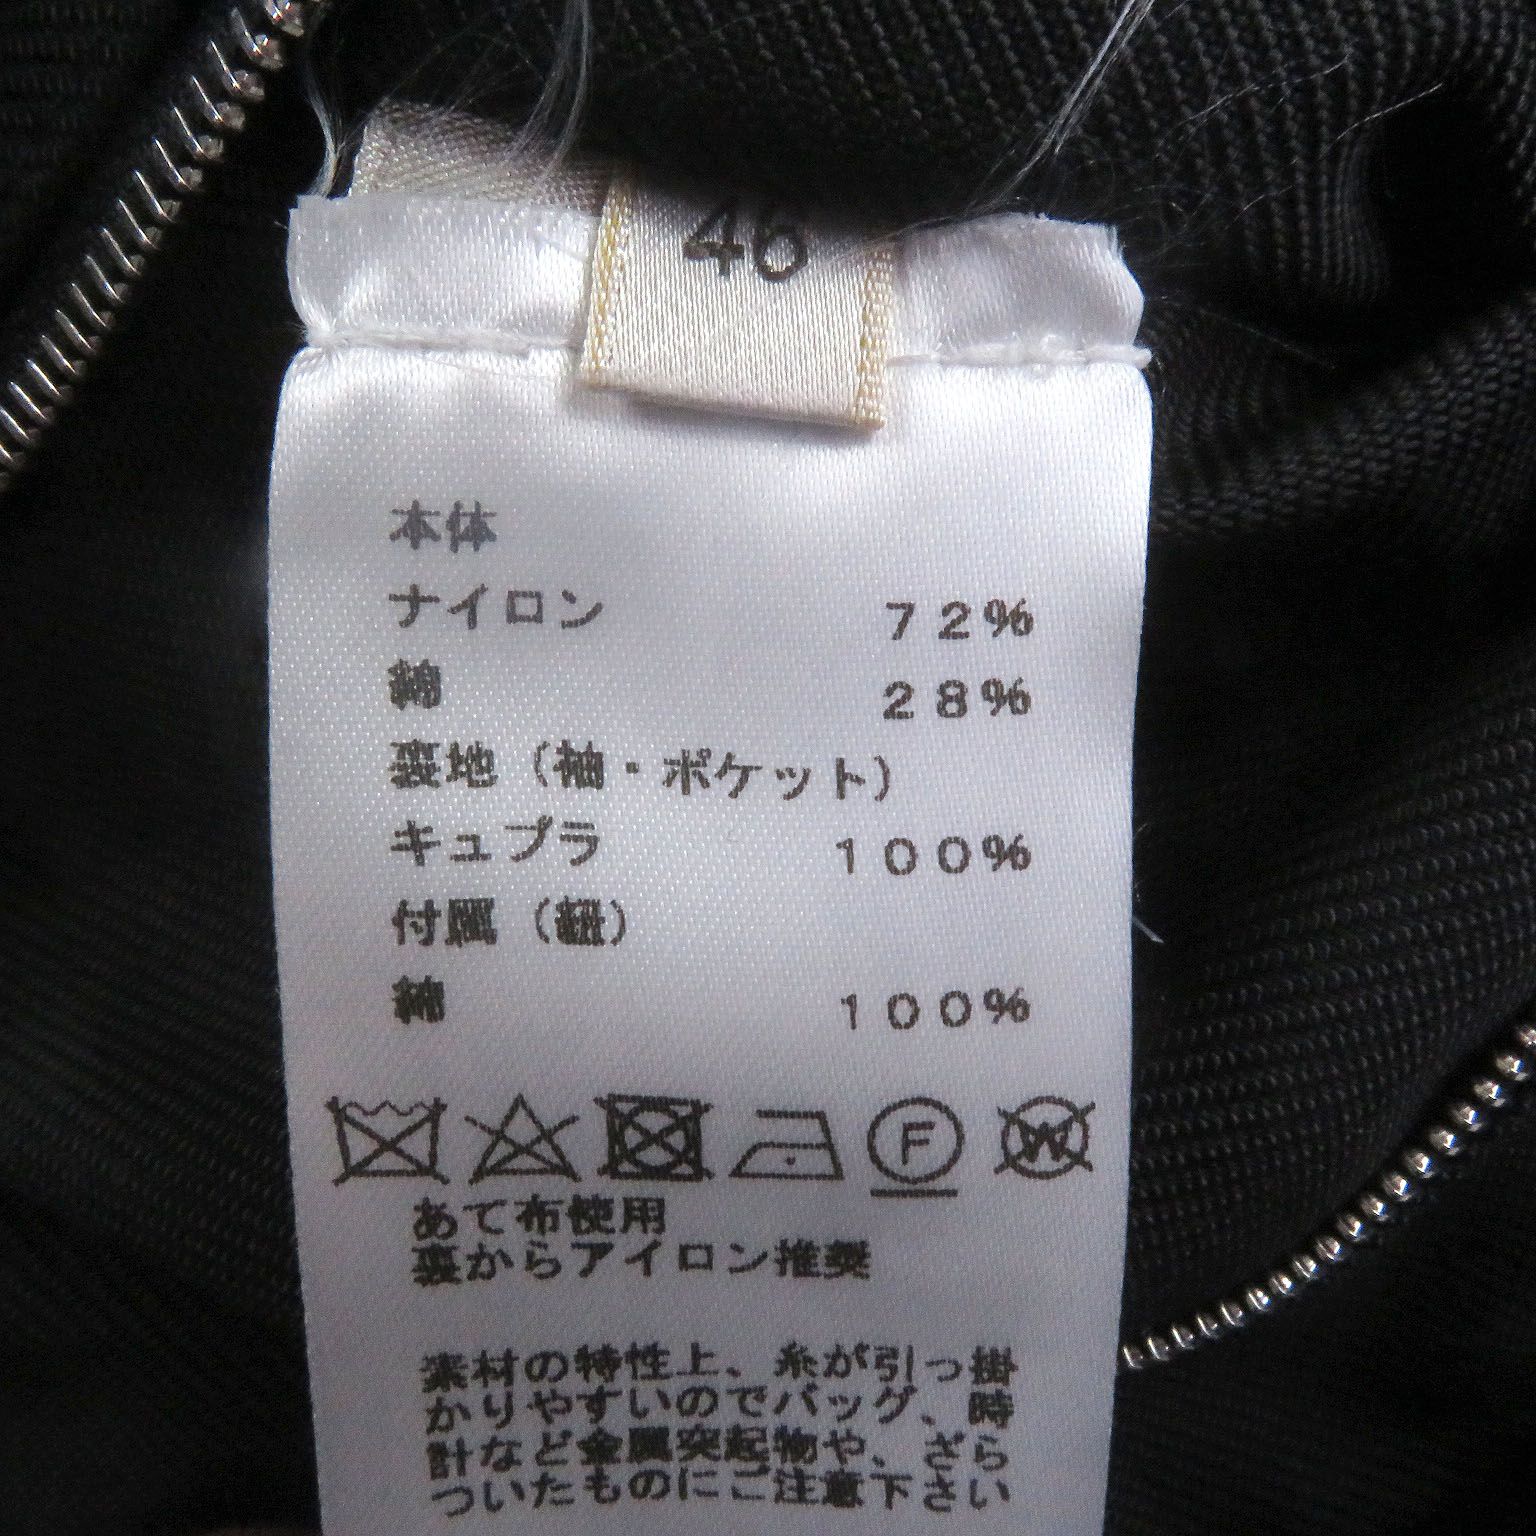 46
本体
ナイロン 72%
綿 28%
裏地（袖・ポケット）
キュプラ 100%
付属（紐）
綿 100%
F W
あて布使用
裏からアイロン推奨
素材の特性上、糸が引っ掛
かりやすいのでバッグ、時
計など金属突起物や、ざら
ついたものにご注意下さい